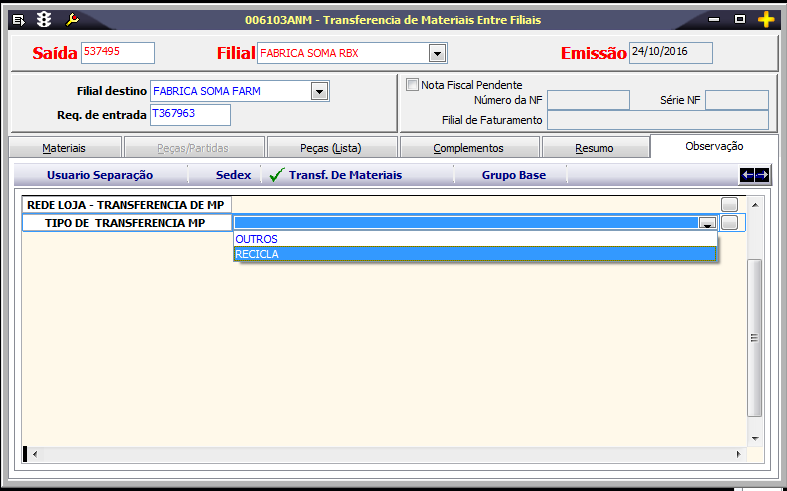 006103ANM - Transferencia de Materiais Entre Filiais
Saída 537495 Filial FABRICA SOMA RBX Emissão 24/10/2016
Filial destino FABRICA SOMA FARM
Req. de entrada T367963
Nota Fiscal Pendente
Número da NF Série NF
Filial de Faturamento
Materiais Peças/Partidas Peças (Lista) Complementos Resumo Observação
Usuario Separação Sedex Transf. De Materiais Grupo Base
REDE LOJA - TRANSFERENCIA DE MP
TIPO DE TRANSFERENCIA MP
OUTROS
RECICLA